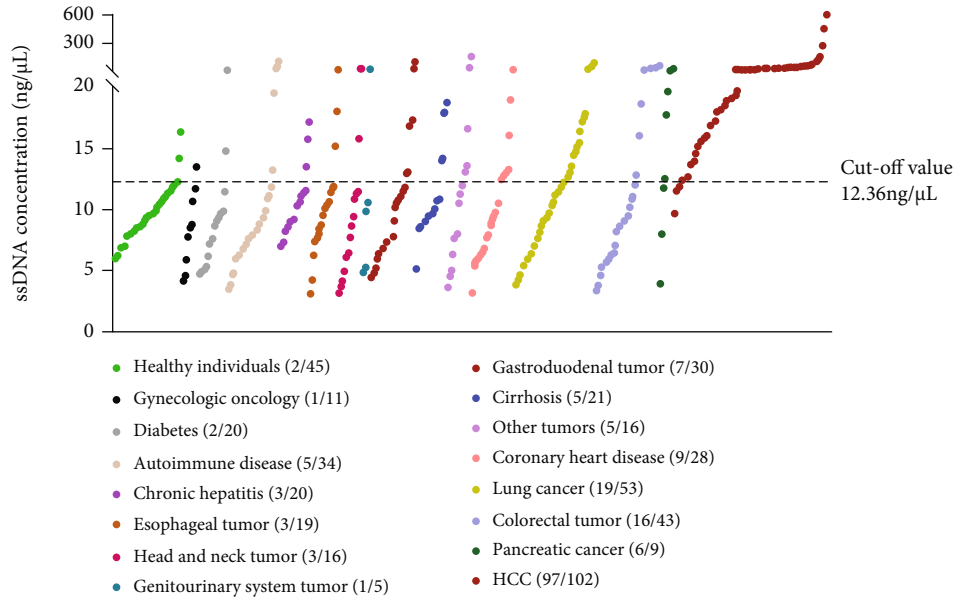 ssDNA concentration (ng/μL)
600
300
20
15
10
5
0
Cut-off value
12.36ng/μL
Healthy individuals (2/45)
Gynecologic oncology (1/11)
Diabetes (2/20)
Autoimmune disease (5/34)
Chronic hepatitis (3/20)
Esophageal tumor (3/19)
Head and neck tumor (3/16)
Genitourinary system tumor (1/5)
Gastroduodenal tumor (7/30)
Cirrhosis (5/21)
Other tumors (5/16)
Coronary heart disease (9/28)
Lung cancer (19/53)
Colorectal tumor (16/43)
Pancreatic cancer (6/9)
HCC (97/102)